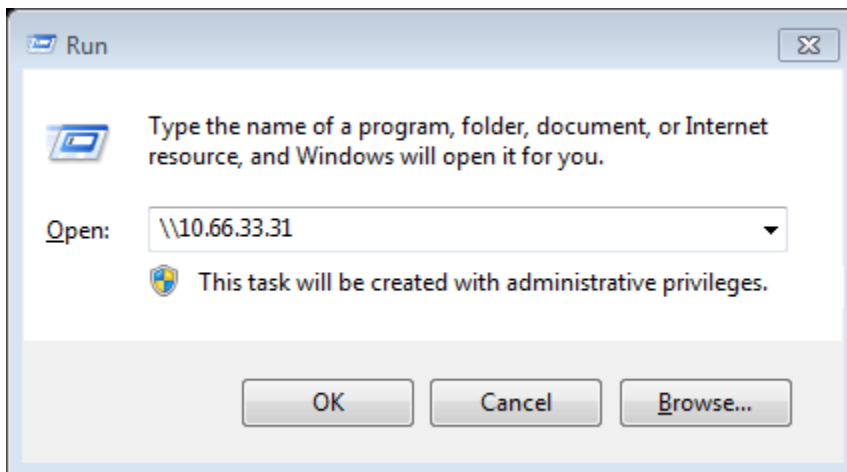 Run
Type the name of a program, folder, document, or Internet
resource, and Windows will open it for you.
Open: \\10.66.33.31
This task will be created with administrative privileges.
OK Cancel Browse...